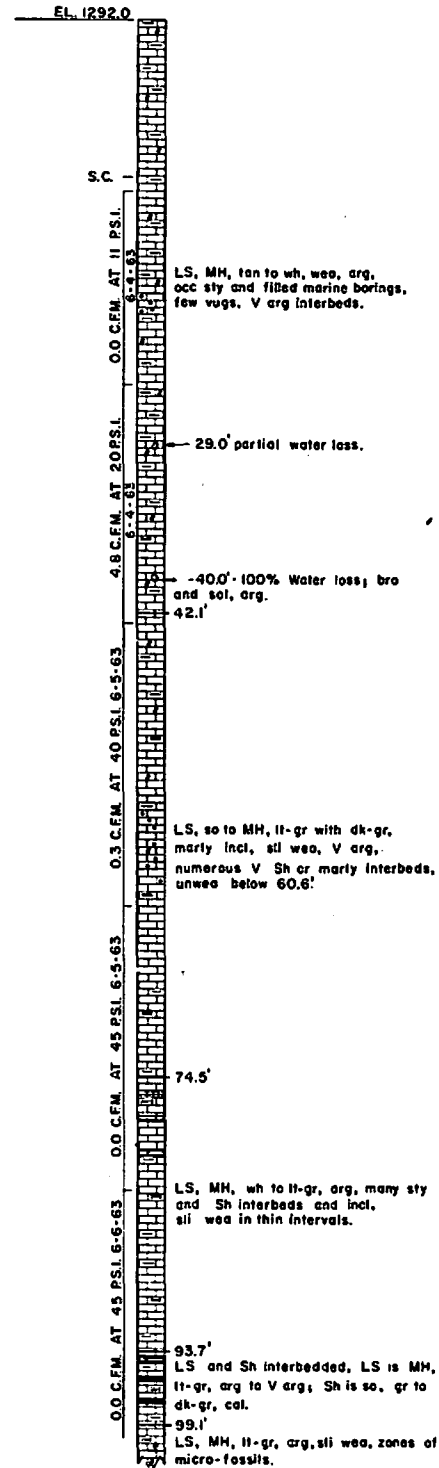 EL. 1292.0
S.C.
0.0 C.F.M. AT 11 P.S.I.
6-4-63
LS, MH, tan to wh, wea, arg,
occ sty and filled marine borings,
few vugs, V arg interbeds.
4.8 C.F.M. AT 20 P.S.I.
6-4-63
29.0' partial water loss.
-40.0'-100% Water loss; bro
and sol, arg.
42.1'
0.3 C.F.M. AT 40 P.S.I. 6-5-63
LS, so to MH, lt-gr with dk-gr,
marly incl, sli wea, V arg,
numerous V Sh or marly interbeds,
unwea below 60.6'.
0.0 C.F.M. AT 45 P.S.I. 6-5-63
74.5'
LS, MH, wh to lt-gr, arg, many sty
and Sh interbeds and incl,
sli wea in thin intervals.
0.0 C.F.M. AT 45 P.S.I. 6-6-63
93.7'
LS and Sh interbedded, LS is MH,
lt-gr, arg to V arg; Sh is so, gr to
dk-gr, cal.
99.1'
LS, MH, lt-gr, arg, sli wea, zones of
micro-fossils.